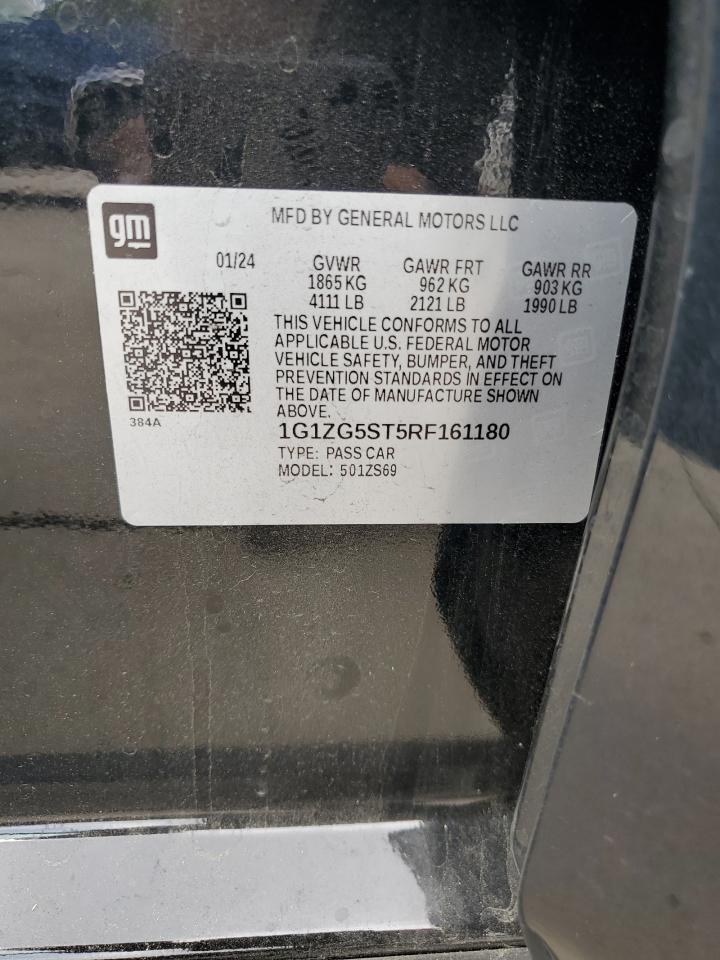 gm
MFD BY GENERAL MOTORS LLC
01/24
GVWR GAWR FRT GAWR RR
1865 KG 962 KG 903 KG
4111 LB 2121 LB 1990 LB
THIS VEHICLE CONFORMS TO ALL
APPLICABLE U.S. FEDERAL MOTOR
VEHICLE SAFETY, BUMPER, AND THEFT
PREVENTION STANDARDS IN EFFECT ON
THE DATE OF MANUFACTURE SHOWN
ABOVE.
384A
1G1ZG5ST5RF161180
TYPE: PASS CAR
MODEL: 501ZS69